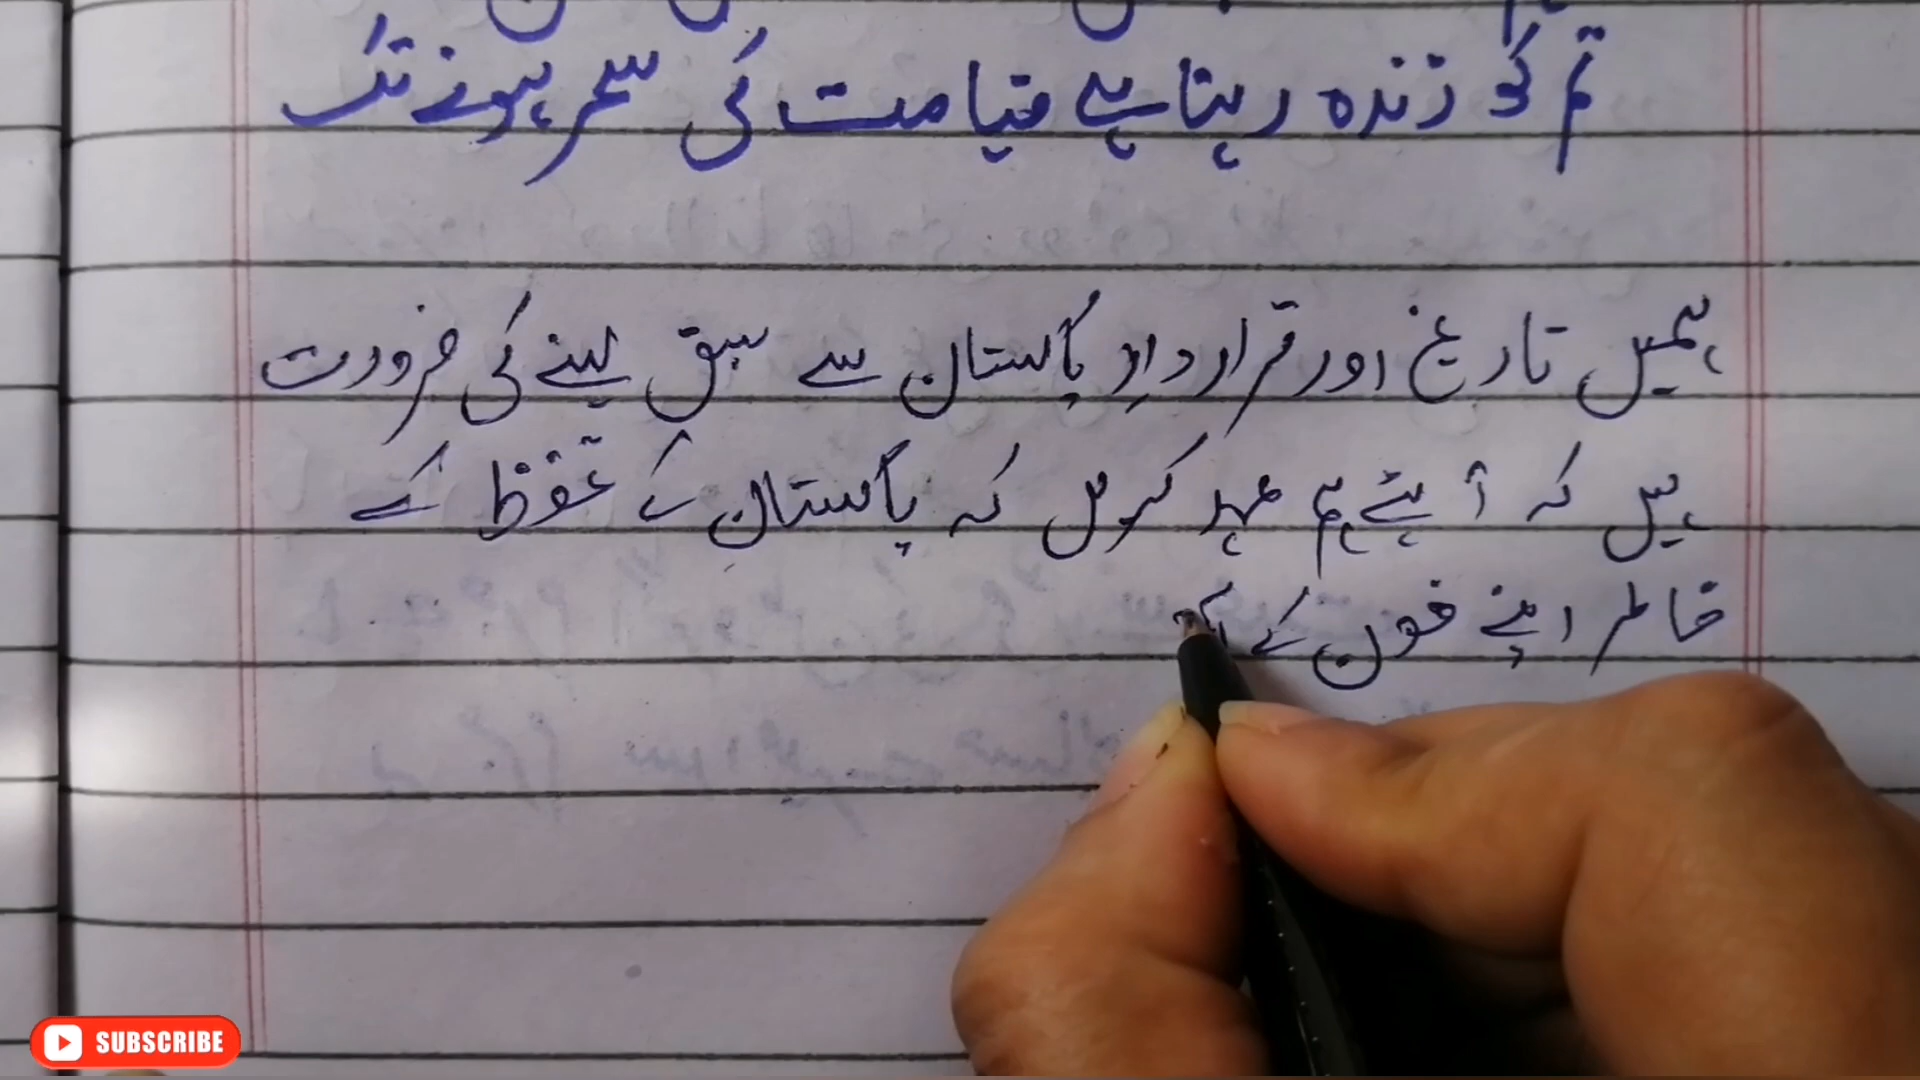 تم کو زندہ رہنا ہے قیامت کی سحر ہونے تک
ہمیں تاریخ اور قراردادِ پاکستان سے سبق لینے کی ضرورت
ہیں کہ آئیے ہم عہد کریں کہ پاکستان کے تحفظ کے
خاطر اپنے خون کے
SUBSCRIBE